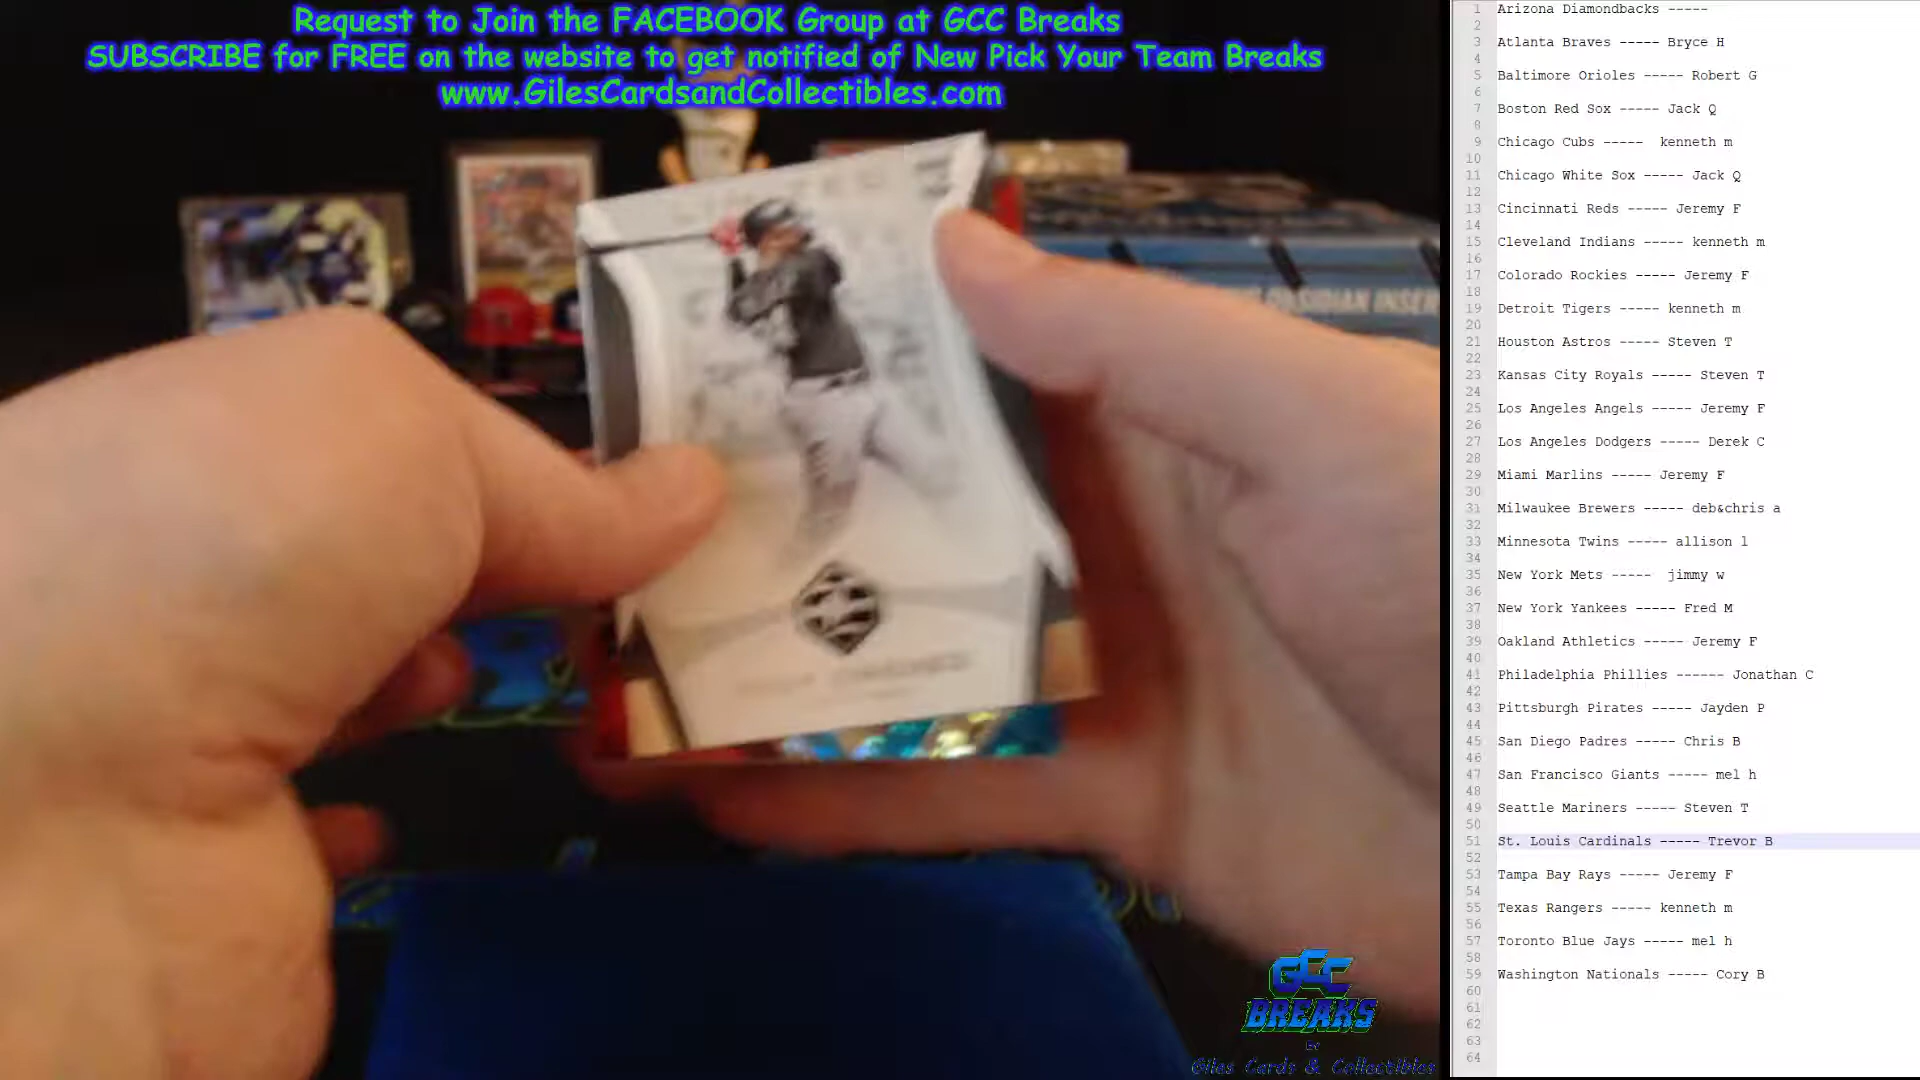 Request to Join the FACEBOOK Group at GCC Breaks
SUBSCRIBE for FREE on the website to get notified of New Pick Your Team Breaks
www.GilesCardsandCollectibles.com
OBSIDIAN INSER
GCC
BREAKS
BY
Giles Cards & Collectibles
1 Arizona Diamondbacks -----
2
3 Atlanta Braves ----- Bryce H
4
5 Baltimore Orioles ----- Robert G
6
7 Boston Red Sox ----- Jack Q
8
9 Chicago Cubs ----- kenneth m
10
11 Chicago White Sox ----- Jack Q
12
13 Cincinnati Reds ----- Jeremy F
14
15 Cleveland Indians ----- kenneth m
16
17 Colorado Rockies ----- Jeremy F
18
19 Detroit Tigers ----- kenneth m
20
21 Houston Astros ----- Steven T
22
23 Kansas City Royals ----- Steven T
24
25 Los Angeles Angels ----- Jeremy F
26
27 Los Angeles Dodgers ----- Derek C
28
29 Miami Marlins ----- Jeremy F
30
31 Milwaukee Brewers ----- deb&chris a
32
33 Minnesota Twins ----- allison l
34
35 New York Mets ----- jimmy w
36
37 New York Yankees ----- Fred M
38
39 Oakland Athletics ----- Jeremy F
40
41 Philadelphia Phillies ------ Jonathan C
42
43 Pittsburgh Pirates ----- Jayden P
44
45 San Diego Padres ----- Chris B
46
47 San Francisco Giants ----- mel h
48
49 Seattle Mariners ----- Steven T
50
51 St. Louis Cardinals ----- Trevor B
52
53 Tampa Bay Rays ----- Jeremy F
54
55 Texas Rangers ----- kenneth m
56
57 Toronto Blue Jays ----- mel h
58
59 Washington Nationals ----- Cory B
60
61
62
63
64